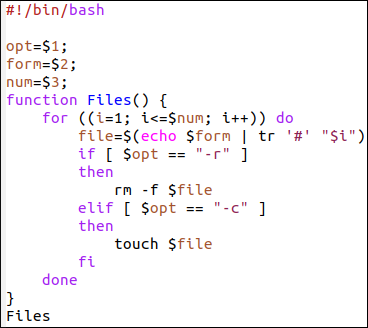 #!/bin/bash
opt=$1;
form=$2;
num=$3;
function Files() {
    for ((i=1; i<=$num; i++)) do
        file=$(echo $form | tr '#' "$i")
        if [ $opt == "-r" ]
        then
            rm -f $file
        elif [ $opt == "-c" ]
        then
            touch $file
        fi
    done
}
Files